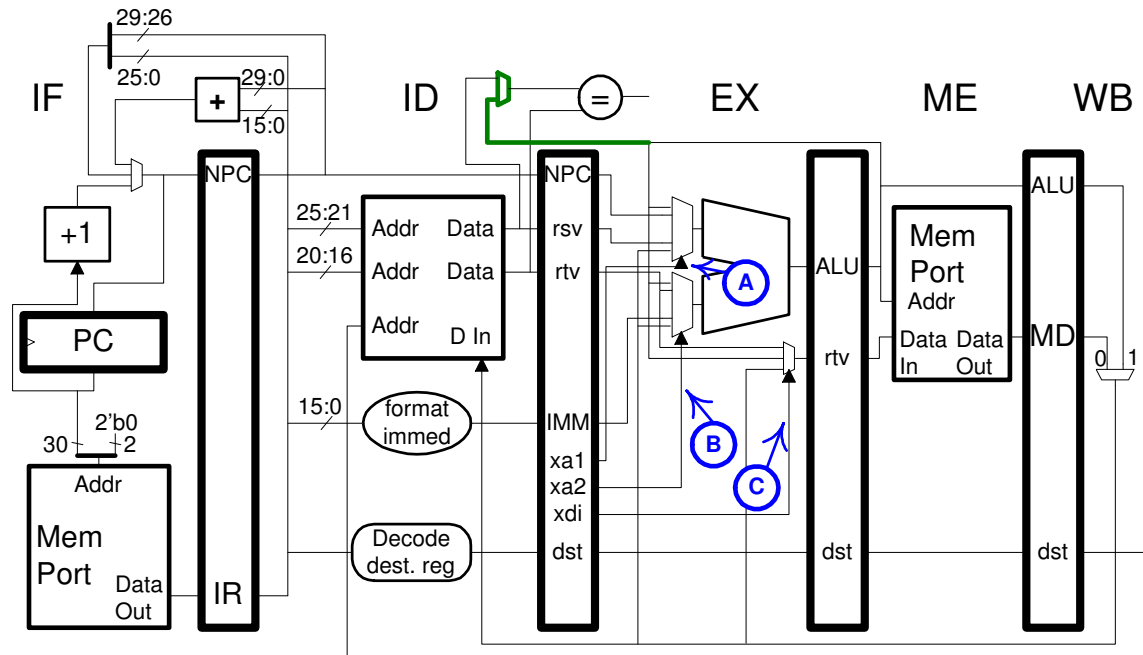 29:26
25:0
IF
ID
EX
ME
WB
+
29:0
15:0
=
NPC
NPC
ALU
25:21
Addr
Data
rsv
20:16
Addr
Data
rtv
+1
A
ALU
Mem
Port
Addr
Addr
D In
PC
rtv
Data
In
Data
Out
MD
0
1
15:0
format
immed
IMM
B
2'b0
30
2
Addr
xa1
xa2
xdi
C
Mem
Port
Data
Out
IR
Decode
dest. reg
dst
dst
dst